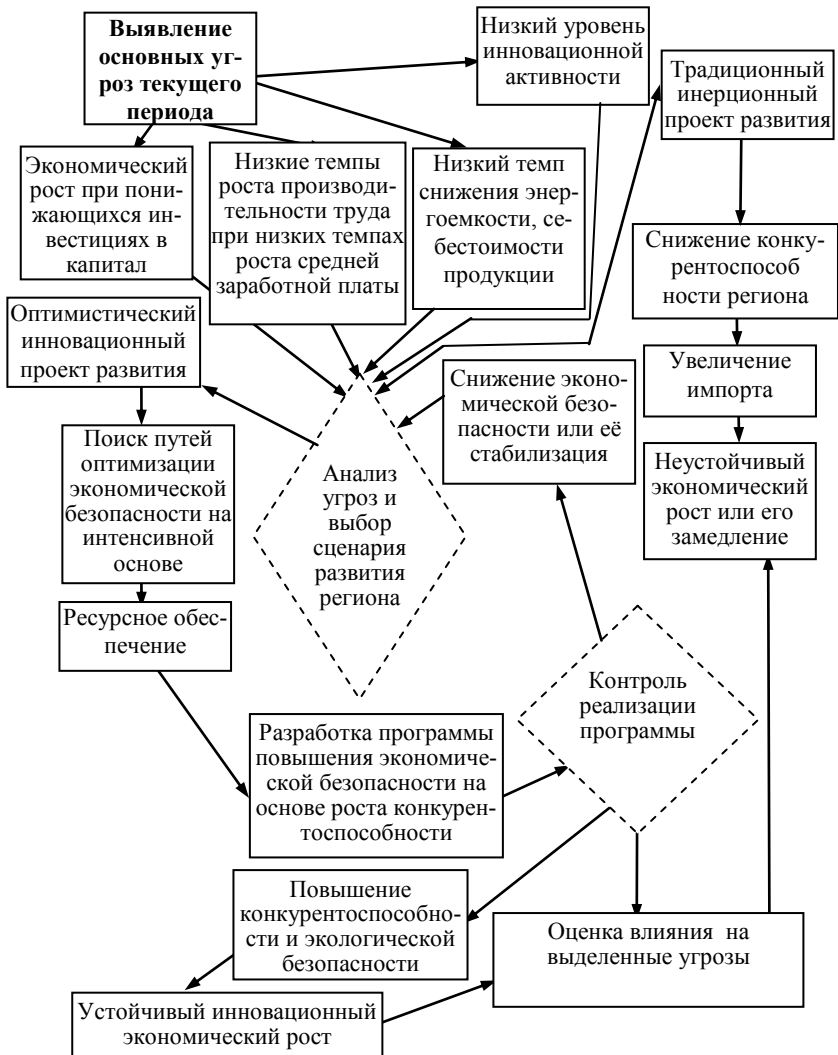 Выявление
основных уг-
роз текущего
периода
Низкий уровень
инновационной
активности
Традиционный
инерционный
проект развития
Экономический
рост при пони-
жающихся ин-
вестициях в
капитал
Низкие темпы
роста производи-
тельности труда
при низких темпах
роста средней
заработной платы
Низкий темп
снижения энер-
гоемкости, се-
бестоимости
продукции
Снижение конку-
рентоспособ
ности региона
Оптимистический
инновационный
проект развития
Увеличение
импорта
Снижение эконо-
мической безо-
пасности или её
стабилизация
Поиск путей
оптимизации
экономической
безопасности на
интенсивной
основе
Анализ
угроз и
выбор
сценария
развития
региона
Неустойчивый
экономический
рост или его
замедление
Ресурсное обес-
печение
Контроль
реализации
программы
Разработка программы
повышения экономиче-
ской безопасности на
основе роста конкурен-
тоспособности
Повышение
конкурентоспособно-
сти и экологической
безопасности
Оценка влияния на
выделенные угрозы
Устойчивый инновационный
экономический рост